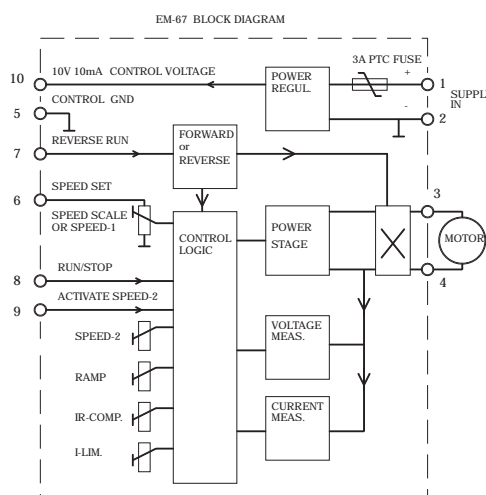 EM-67 BLOCK DIAGRAM
3A PTC FUSE
10 10V 10mA CONTROL VOLTAGE
POWER
REGUL.
+ 1
SUPPL
IN
- 2
5 CONTROL GND
7 REVERSE RUN
FORWARD
or
REVERSE
6 SPEED SET
SPEED SCALE
OR SPEED-1
CONTROL
LOGIC
POWER
STAGE
3
MOTOR
4
8 RUN/STOP
9 ACTIVATE SPEED-2
SPEED-2
VOLTAGE
MEAS.
RAMP
IR-COMP.
CURRENT
MEAS.
I-LIM.